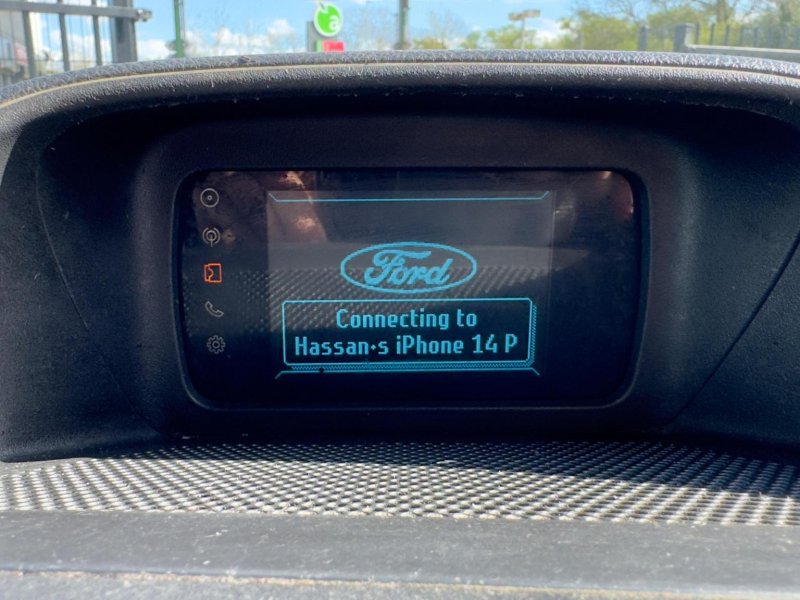 Ford
Connecting to
Hassan•s iPhone 14 P